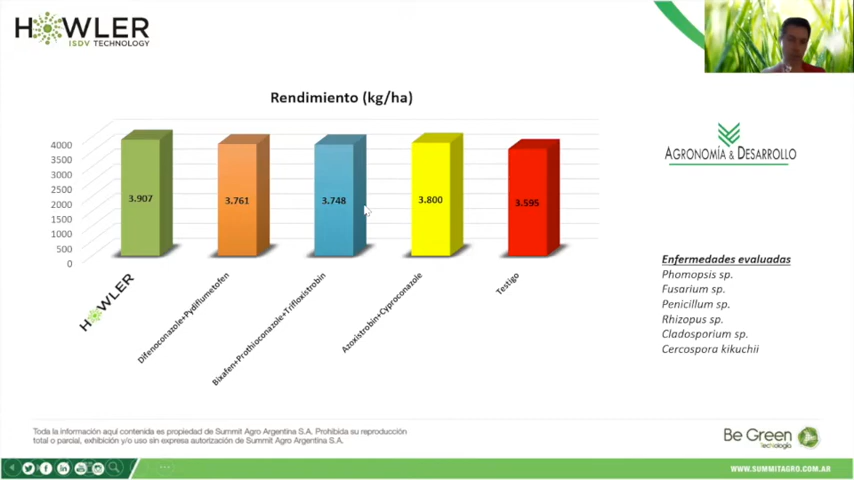 HOWLER
ISDV TECHNOLOGY
Rendimiento (kg/ha)
4000
3500
3000
2500
2000
1500
1000
500
0
3.907
3.761
3.748
3.800
3.595
HOWLER
Difenoconazole+Pydiflumetofen
Bixafen+Prothioconazole+Trifloxistrobin
Azoxistrobin+Cyproconazole
Testigo
AGRONOMÍA & DESARROLLO
Enfermedades evaluadas
Phomopsis sp.
Fusarium sp.
Penicillum sp.
Rhizopus sp.
Cladosporium sp.
Cercospora kikuchii
Toda la información aquí contenida es propiedad de Summit Agro Argentina S.A. Prohibida su reproducción
total o parcial, exhibición y/o uso sin expresa autorización de Summit Agro Argentina S.A.
Be Green
tecnología
WWW.SUMMITAGRO.COM.AR